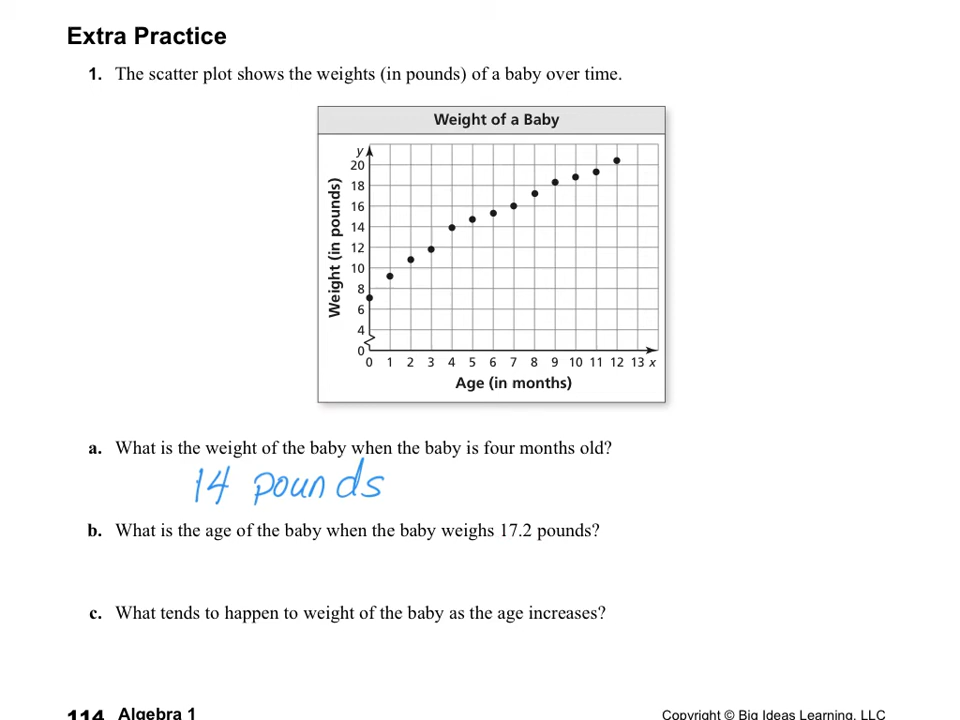 Extra Practice
1. The scatter plot shows the weights (in pounds) of a baby over time.
Weight of a Baby
y
20
18
16
14
12
10
8
6
4
0
Weight (in pounds)
0 1 2 3 4 5 6 7 8 9 10 11 12 13 x
Age (in months)
a. What is the weight of the baby when the baby is four months old?
14 pounds
b. What is the age of the baby when the baby weighs 17.2 pounds?
c. What tends to happen to weight of the baby as the age increases?
114 Algebra 1
Copyright © Big Ideas Learning, LLC